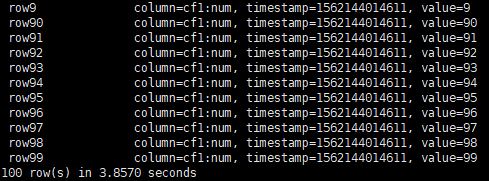 row9 column=cf1:num, timestamp=1562144014611, value=9
row90 column=cf1:num, timestamp=1562144014611, value=90
row91 column=cf1:num, timestamp=1562144014611, value=91
row92 column=cf1:num, timestamp=1562144014611, value=92
row93 column=cf1:num, timestamp=1562144014611, value=93
row94 column=cf1:num, timestamp=1562144014611, value=94
row95 column=cf1:num, timestamp=1562144014611, value=95
row96 column=cf1:num, timestamp=1562144014611, value=96
row97 column=cf1:num, timestamp=1562144014611, value=97
row98 column=cf1:num, timestamp=1562144014611, value=98
row99 column=cf1:num, timestamp=1562144014611, value=99
100 row(s) in 3.8570 seconds